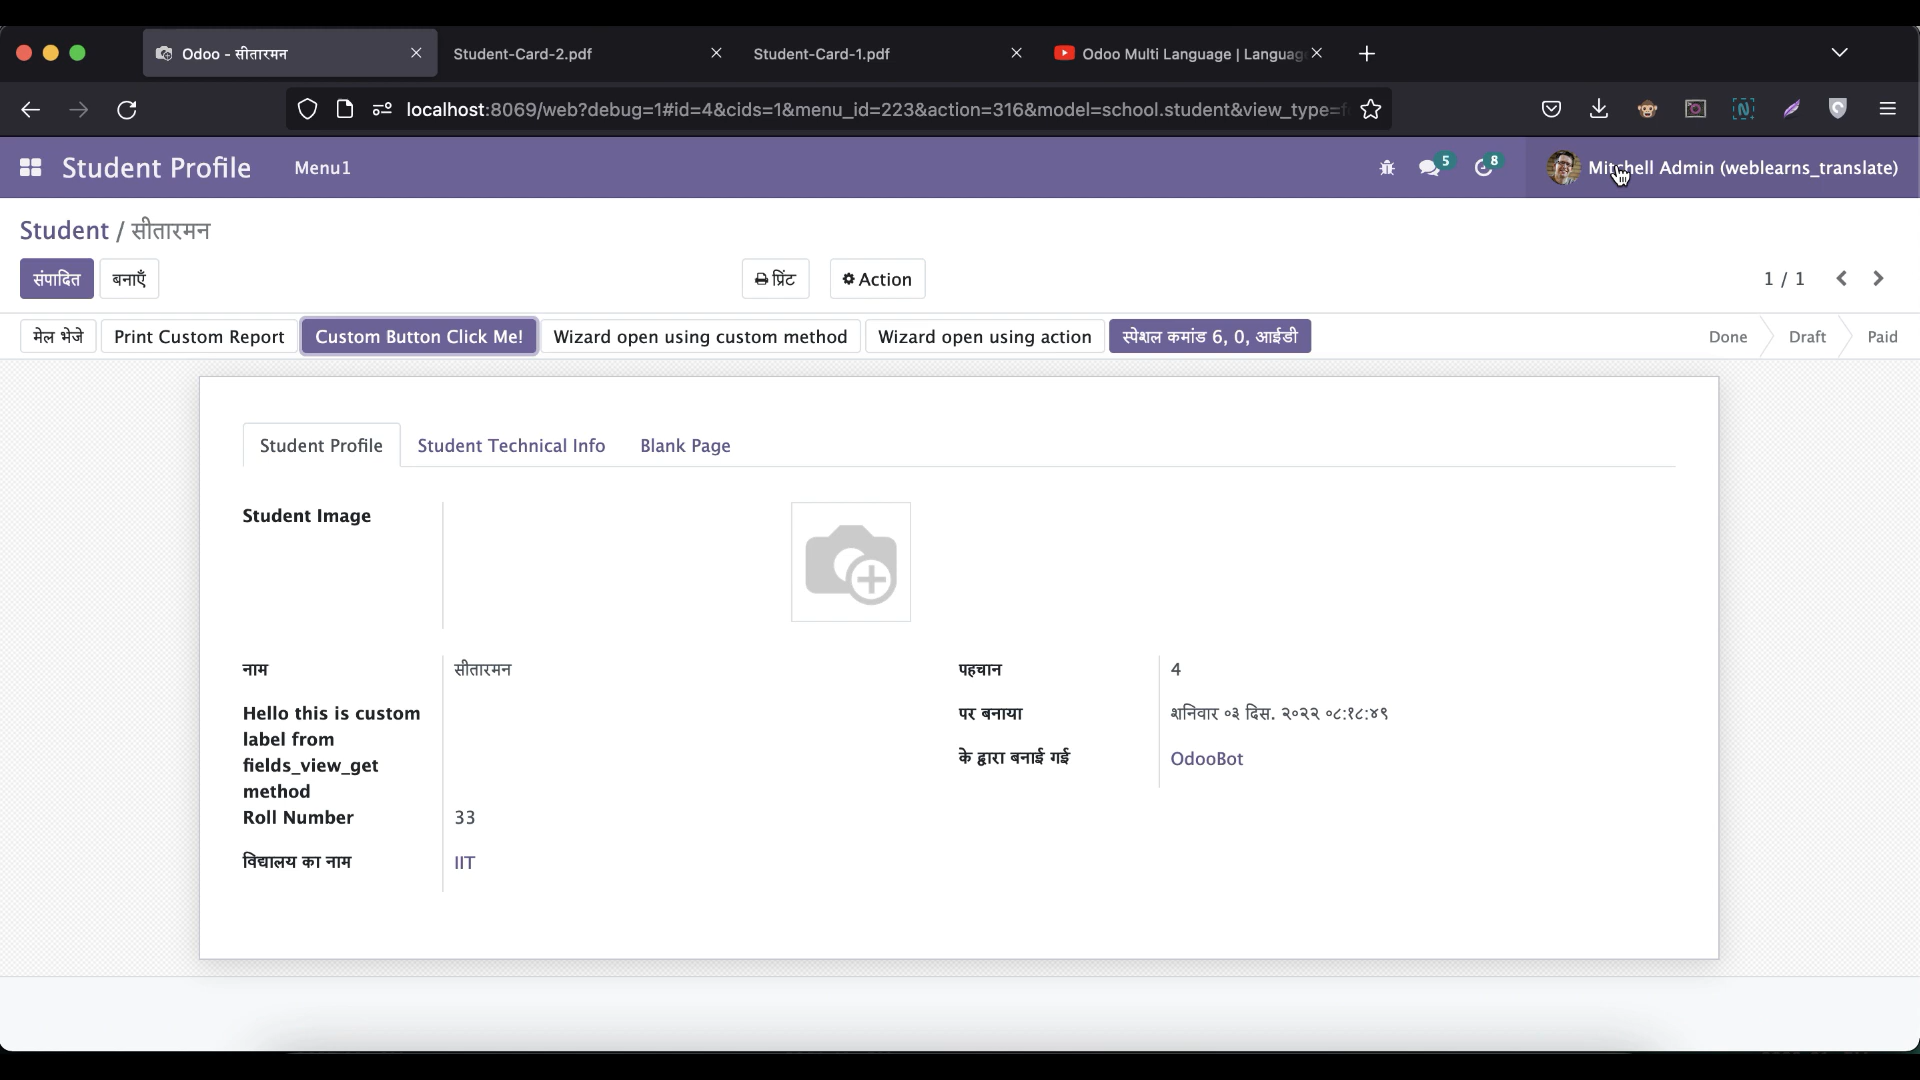 Odoo - सीतारमन
Student-Card-2.pdf
Student-Card-1.pdf
Odoo Multi Language | Languag
localhost:8069/web?debug=1#id=4&cids=1&menu_id=223&action=316&model=school.student&view_type=f
Student Profile
Menu1
5
8
Mitchell Admin (weblearns_translate)
Student / सीतारमन
संपादित
बनाएँ
प्रिंट
Action
1 / 1
मेल भेजे
Print Custom Report
Custom Button Click Me!
Wizard open using custom method
Wizard open using action
स्पेशल कमांड 6, 0, आईडी
Done
Draft
Paid
Student Profile
Student Technical Info
Blank Page
Student Image
नाम
सीतारमन
पहचान
4
Hello this is custom
label from
fields_view_get
method
पर बनाया
शनिवार ०३ दिस. २०२२ ०८:१८:४९
के द्वारा बनाई गई
OdooBot
Roll Number
33
विद्यालय का नाम
IIT